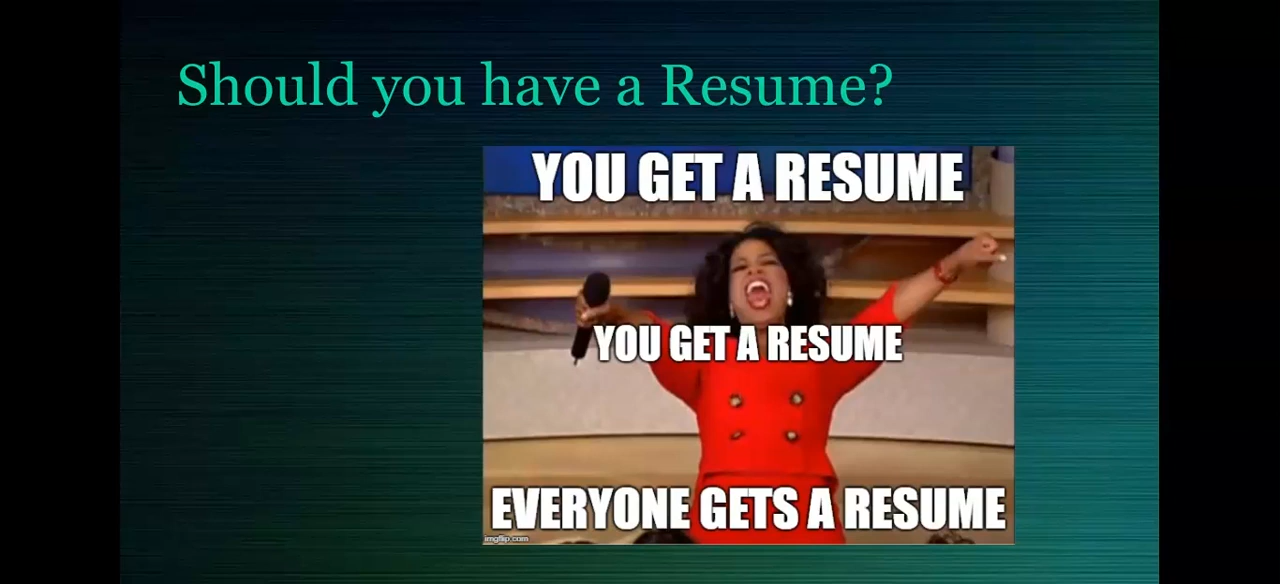 Should you have a Resume?
YOU GET A RESUME
YOU GET A RESUME
EVERYONE GETS A RESUME
imgflip.com